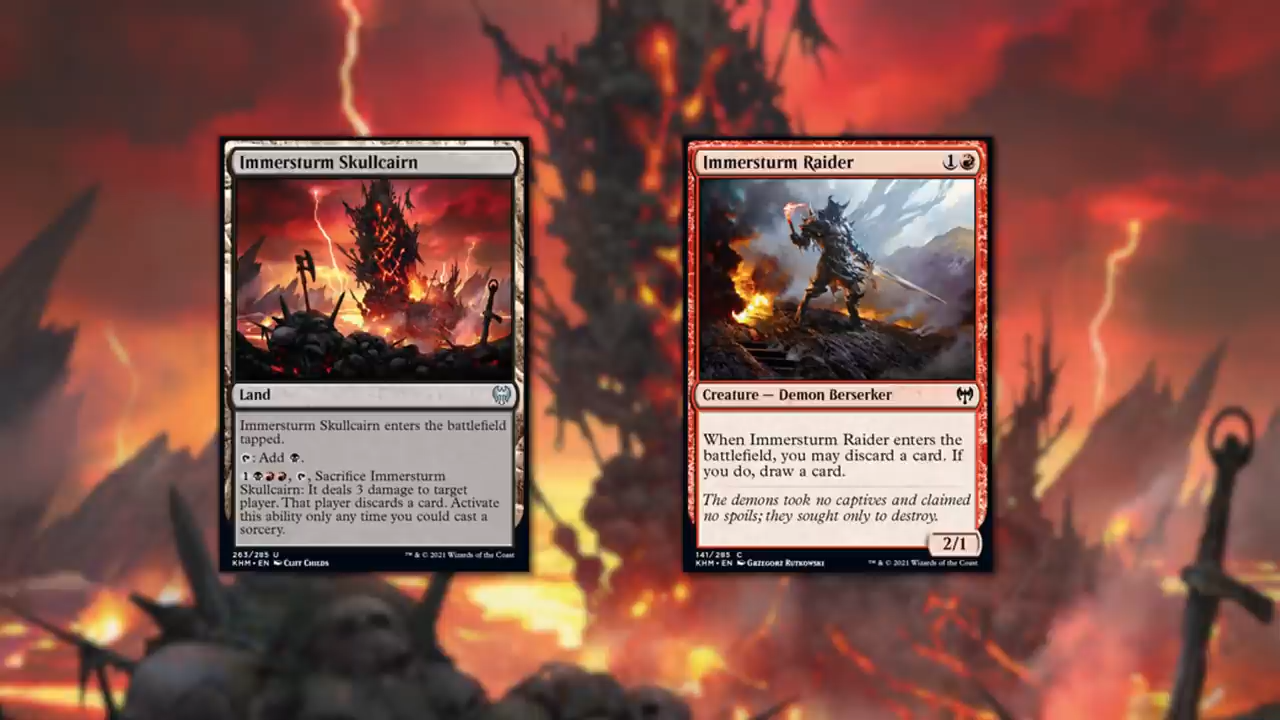 Immersturm Skullcairn
Land
Immersturm Skullcairn enters the battlefield
tapped.
: Add .
1, , Sacrifice Immersturm
Skullcairn: It deals 3 damage to target
player. That player discards a card. Activate
this ability only any time you could cast a
sorcery.
263/285 U
KHM • EN Cliff Childs
™ & © 2021 Wizards of the Coast
Immersturm Raider
1
Creature — Demon Berserker
When Immersturm Raider enters the
battlefield, you may discard a card. If
you do, draw a card.
The demons took no captives and claimed
no spoils; they sought only to destroy.
2/1
141/285 C
KHM • EN Grzegorz Rutkowski
™ & © 2021 Wizards of the Coast